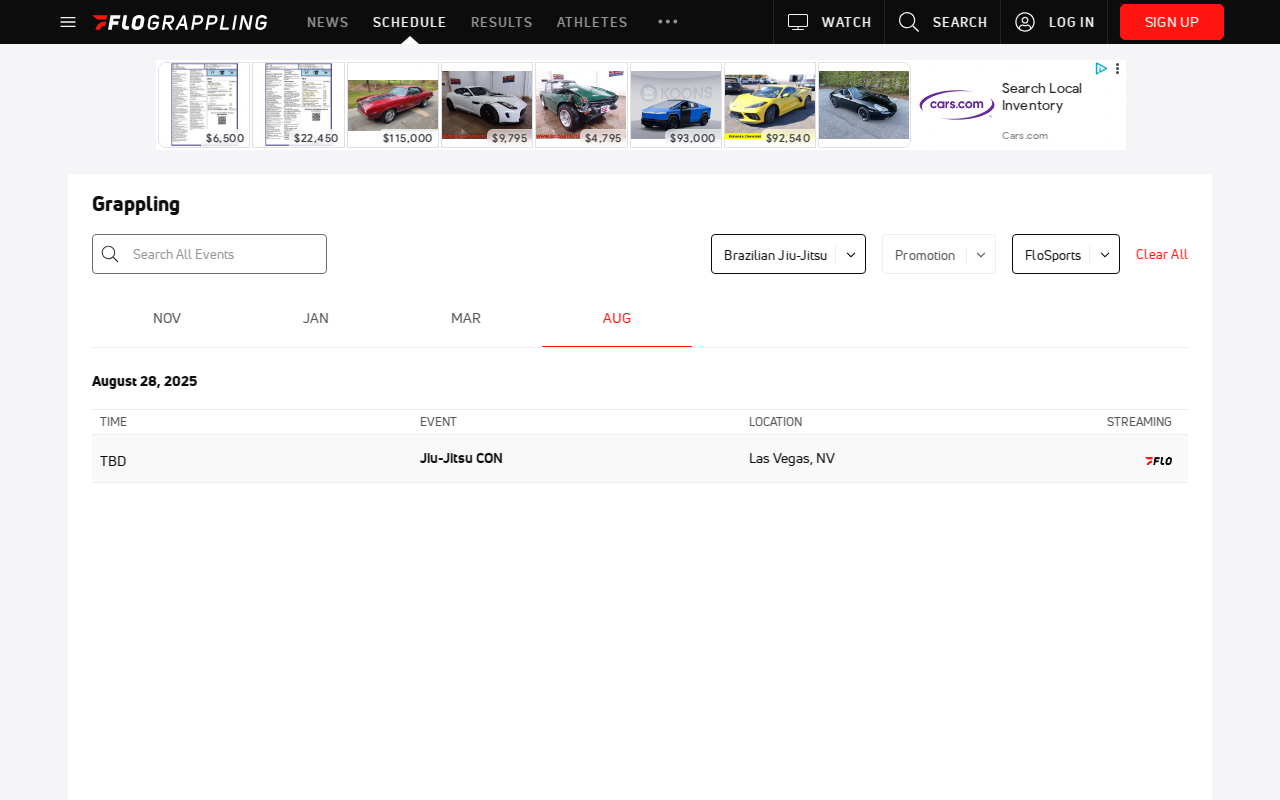 FLOGRAPPLING NEWS SCHEDULE RESULTS ATHLETES WATCH SEARCH LOG IN SIGN UP
$6,500 $22,450 $115,000 $9,795 $4,795 $93,000 $92,540
KOONS
cars.com
Search Local
Inventory
Cars.com
Grappling
Search All Events
Brazilian Jiu-Jitsu Promotion FloSports Clear All
NOV JAN MAR AUG
August 28, 2025
TIME EVENT LOCATION STREAMING
TBD Jiu-Jitsu CON Las Vegas, NV FLO